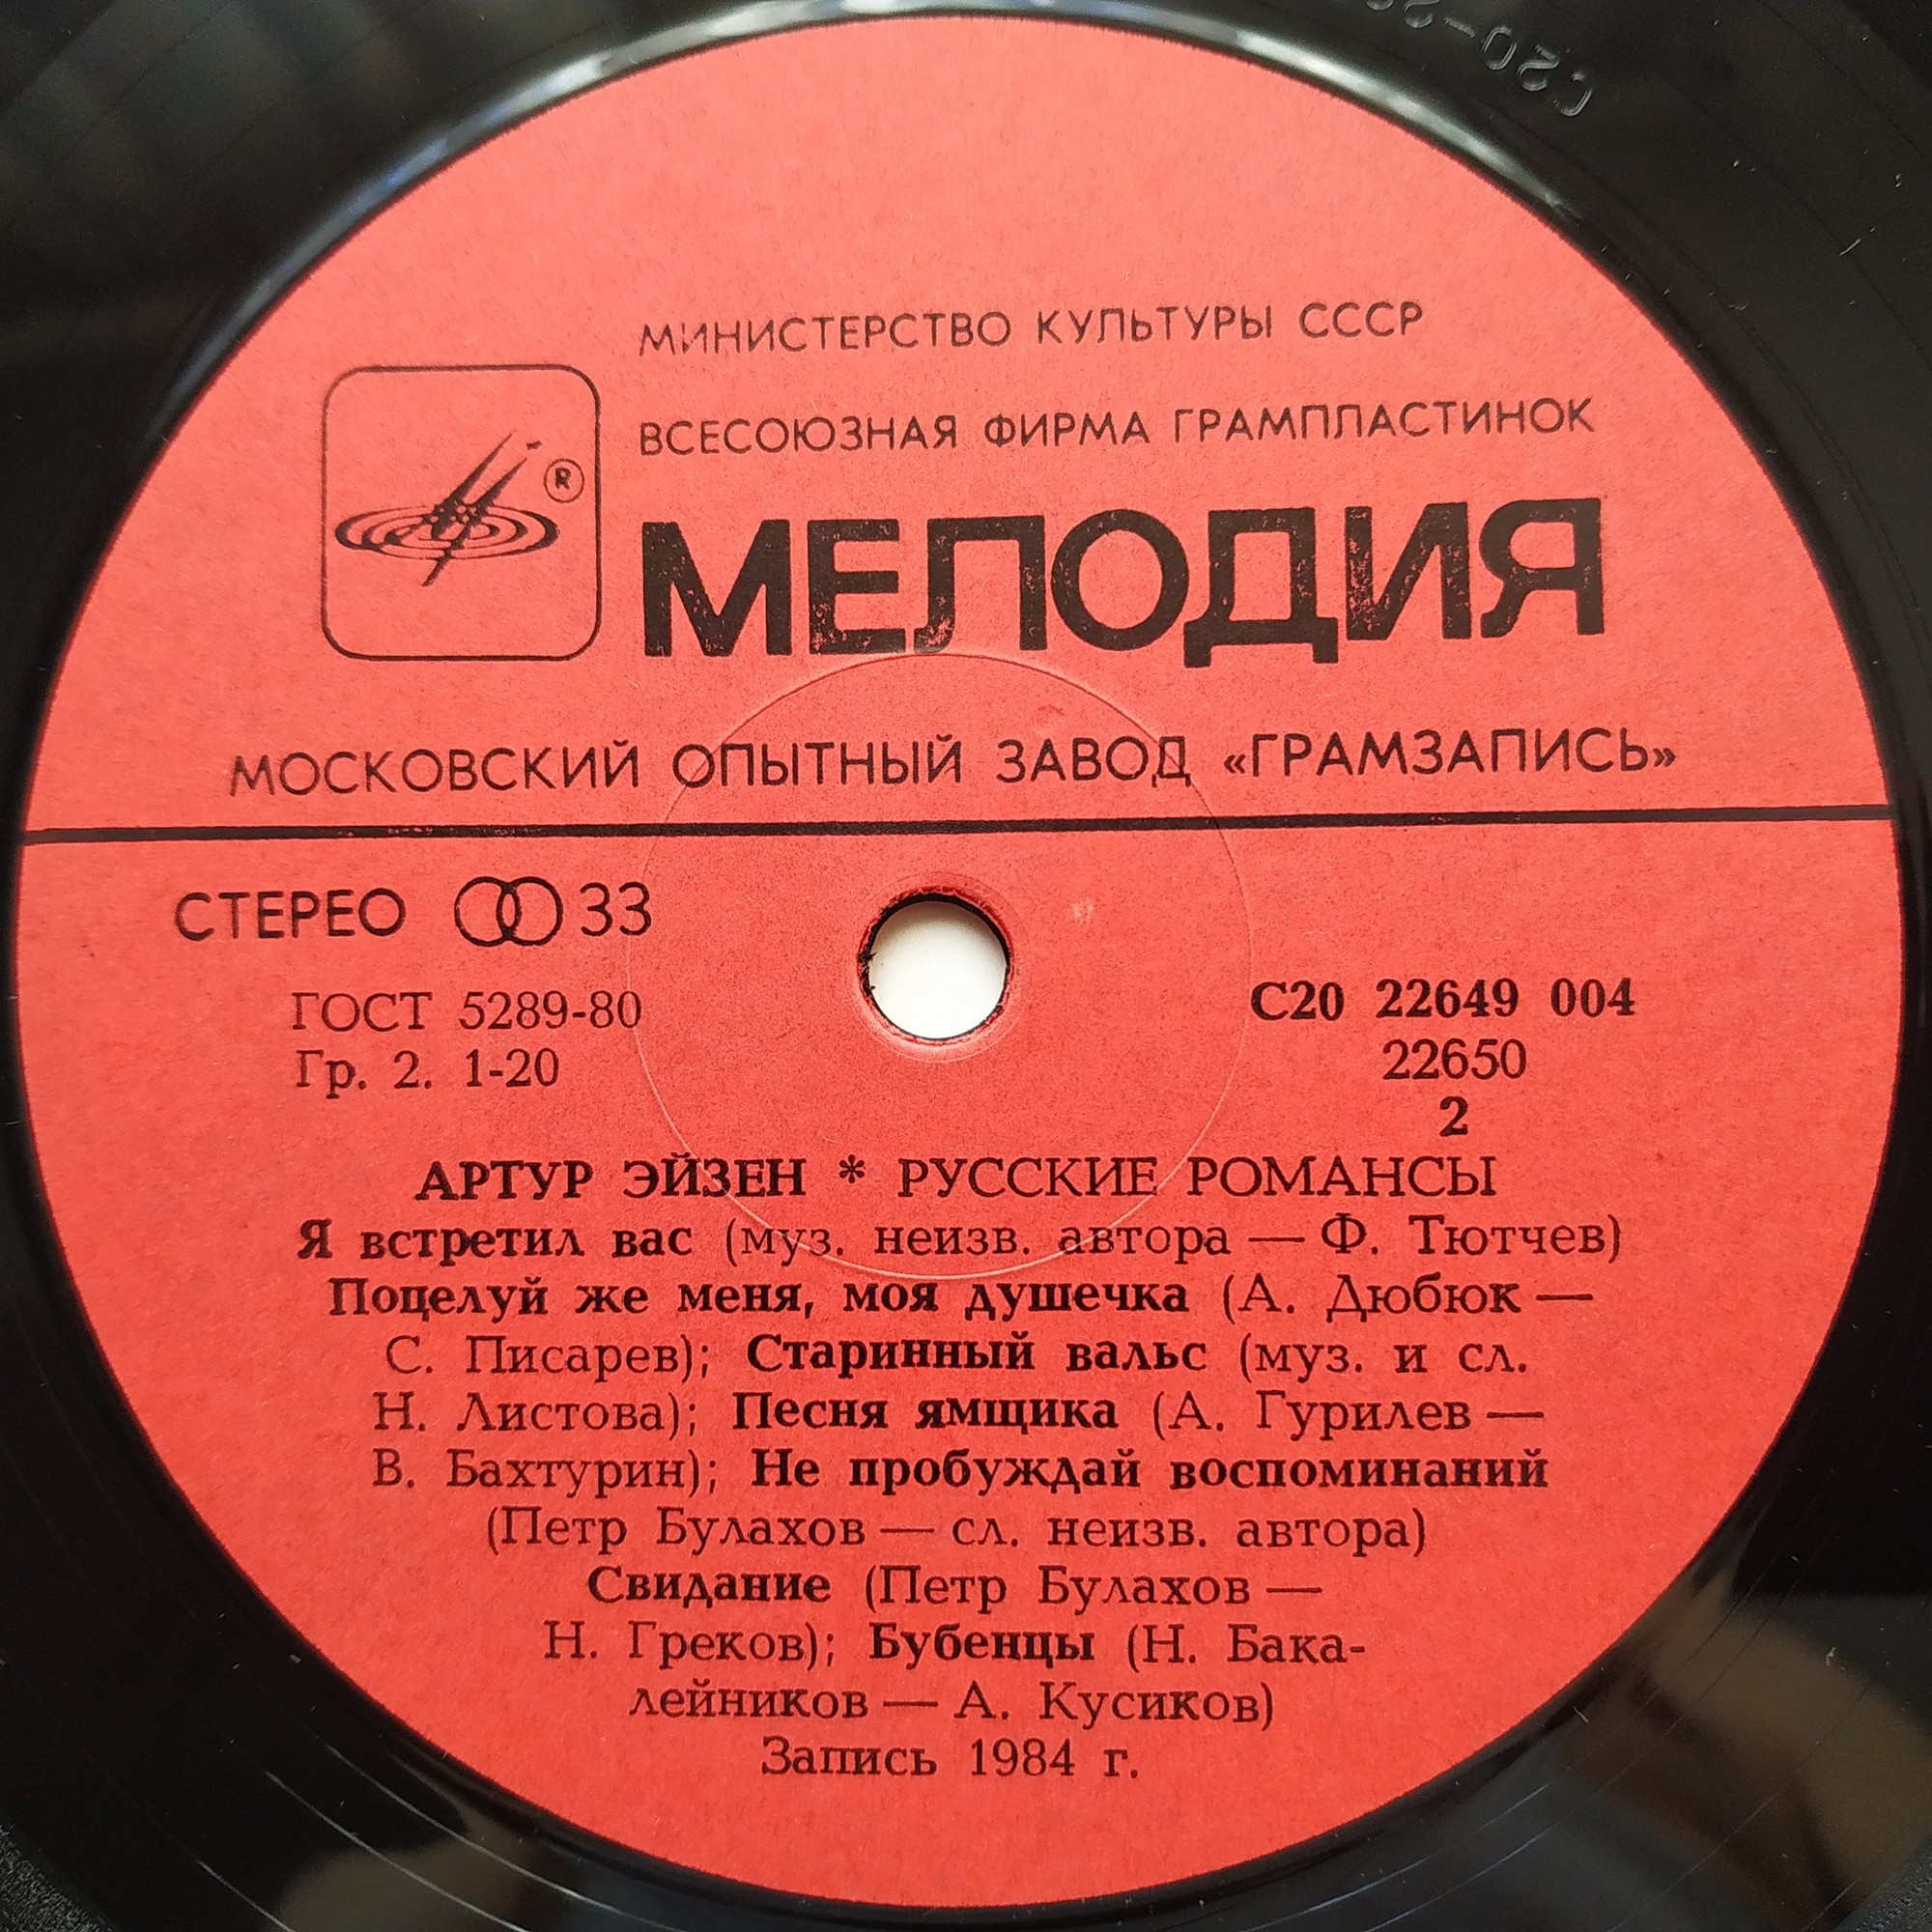 С20-2
МИНИСТЕРСТВО КУЛЬТУРЫ СССР
ВСЕСОЮЗНАЯ ФИРМА ГРАМПЛАСТИНОК
®
МЕЛОДИЯ
МОСКОВСКИЙ ОПЫТНЫЙ ЗАВОД «ГРАМЗАПИСЬ»
СТЕРЕО 33
ГОСТ 5289-80
Гр. 2. 1-20
С20 22649 004
22650
2
АРТУР ЭЙЗЕН * РУССКИЕ РОМАНСЫ
Я встретил вас (муз. неизв. автора — Ф. Тютчев)
Поцелуй же меня, моя душечка (А. Дюбюк —
С. Писарев); Старинный вальс (муз. и сл.
Н. Листова); Песня ямщика (А. Гурилев —
В. Бахтурин); Не пробуждай воспоминаний
(Петр Булахов — сл. неизв. автора)
Свидание (Петр Булахов —
Н. Греков); Бубенцы (Н. Бака-
лейников — А. Кусиков)
Запись 1984 г.